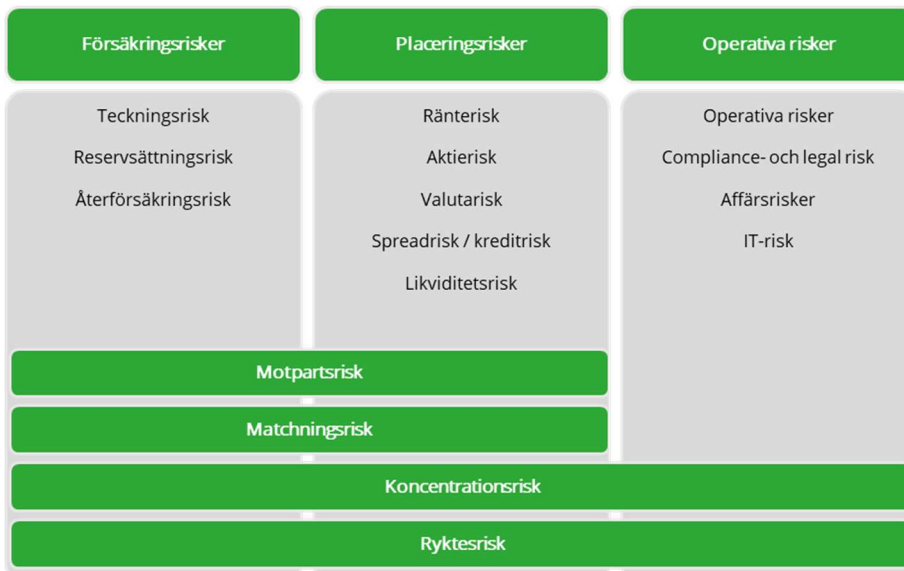 Försäkringsrisker
Placeringsrisker
Operativa risker
Teckningsrisk
Reservsättningsrisk
Återförsäkringsrisk
Ränterisk
Aktierisk
Valutarisk
Spreadrisk / kreditrisk
Likviditetsrisk
Operativa risker
Compliance- och legal risk
Affärsrisker
IT-risk
Motpartsrisk
Matchningsrisk
Koncentrationsrisk
Ryktesrisk